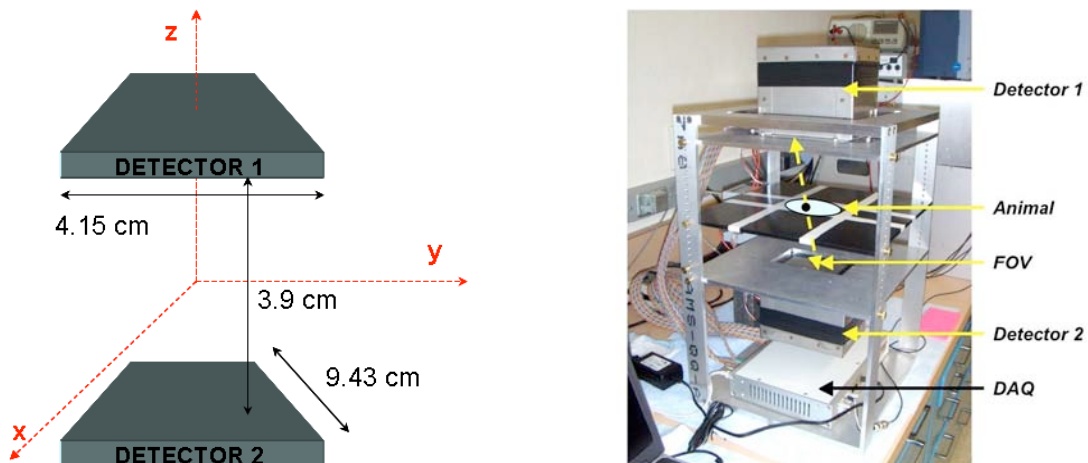 z
DETECTOR 1
4.15 cm
y
3.9 cm
9.43 cm
x
DETECTOR 2
Detector 1
Animal
FOV
Detector 2
DAQ